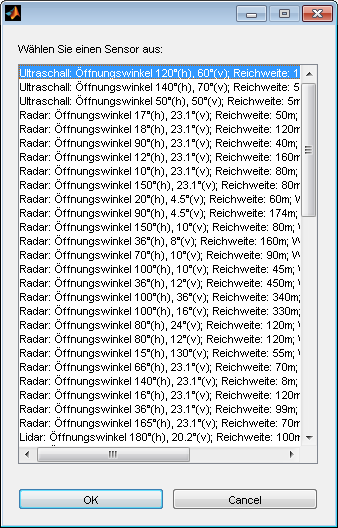 Wählen Sie einen Sensor aus:
Ultraschall: Öffnungswinkel 120°(h), 60°(v); Reichweite: 1
Ultraschall: Öffnungswinkel 140°(h), 70°(v); Reichweite: 5
Ultraschall: Öffnungswinkel 50°(h), 50°(v); Reichweite: 5m
Radar: Öffnungswinkel 17°(h), 23.1°(v); Reichweite: 50m;
Radar: Öffnungswinkel 18°(h), 23.1°(v); Reichweite: 120m
Radar: Öffnungswinkel 90°(h), 23.1°(v); Reichweite: 40m;
Radar: Öffnungswinkel 12°(h), 23.1°(v); Reichweite: 160m
Radar: Öffnungswinkel 10°(h), 23.1°(v); Reichweite: 80m;
Radar: Öffnungswinkel 150°(h), 23.1°(v); Reichweite: 80m
Radar: Öffnungswinkel 20°(h), 4.5°(v); Reichweite: 60m; W
Radar: Öffnungswinkel 90°(h), 4.5°(v); Reichweite: 174m;
Radar: Öffnungswinkel 150°(h), 10°(v); Reichweite: 80m;
Radar: Öffnungswinkel 36°(h), 8°(v); Reichweite: 160m; W
Radar: Öffnungswinkel 70°(h), 10°(v); Reichweite: 90m; W
Radar: Öffnungswinkel 100°(h), 10°(v); Reichweite: 45m;
Radar: Öffnungswinkel 36°(h), 12°(v); Reichweite: 450m;
Radar: Öffnungswinkel 100°(h), 36°(v); Reichweite: 340m;
Radar: Öffnungswinkel 100°(h), 16°(v); Reichweite: 330m;
Radar: Öffnungswinkel 80°(h), 24°(v); Reichweite: 120m;
Radar: Öffnungswinkel 80°(h), 12°(v); Reichweite: 120m;
Radar: Öffnungswinkel 15°(h), 130°(v); Reichweite: 55m;
Radar: Öffnungswinkel 66°(h), 23.1°(v); Reichweite: 70m;
Radar: Öffnungswinkel 140°(h), 23.1°(v); Reichweite: 8m;
Radar: Öffnungswinkel 16°(h), 23.1°(v); Reichweite: 120m
Radar: Öffnungswinkel 36°(h), 23.1°(v); Reichweite: 99m;
Radar: Öffnungswinkel 165°(h), 23.1°(v); Reichweite: 70m
Lidar: Öffnungswinkel 180°(h), 20.2°(v); Reichweite: 100m
OK
Cancel